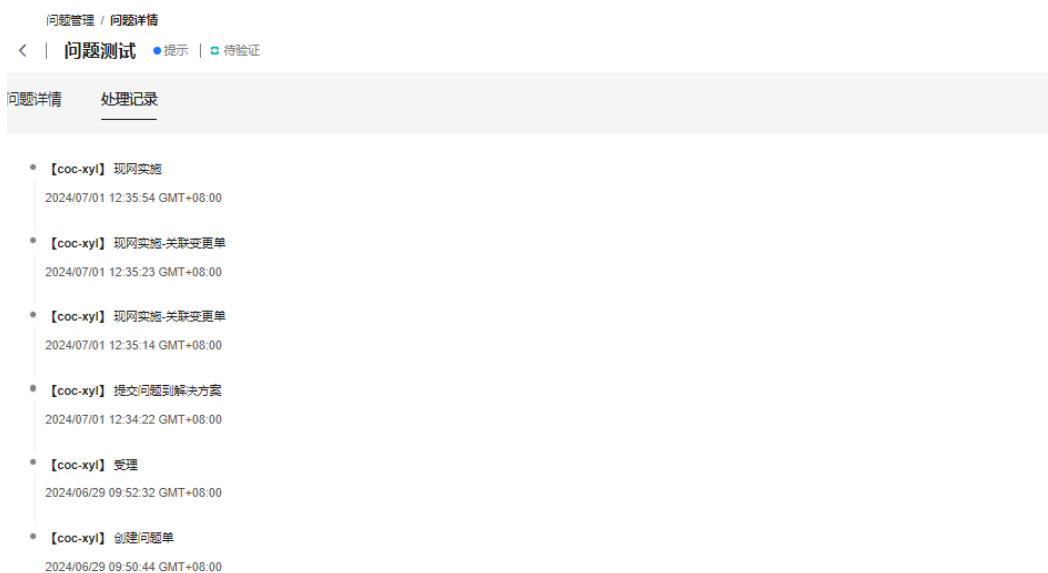 问题管理 / 问题详情
问题测试 提示 待验证
问题详情 处理记录
【coc-xyl】现网实施
2024/07/01 12:35:54 GMT+08:00
【coc-xyl】现网实施-关联变更单
2024/07/01 12:35:23 GMT+08:00
【coc-xyl】现网实施-关联变更单
2024/07/01 12:35:14 GMT+08:00
【coc-xyl】提交问题到解决方案
2024/07/01 12:34:22 GMT+08:00
【coc-xyl】受理
2024/06/29 09:52:32 GMT+08:00
【coc-xyl】创建问题单
2024/06/29 09:50:44 GMT+08:00